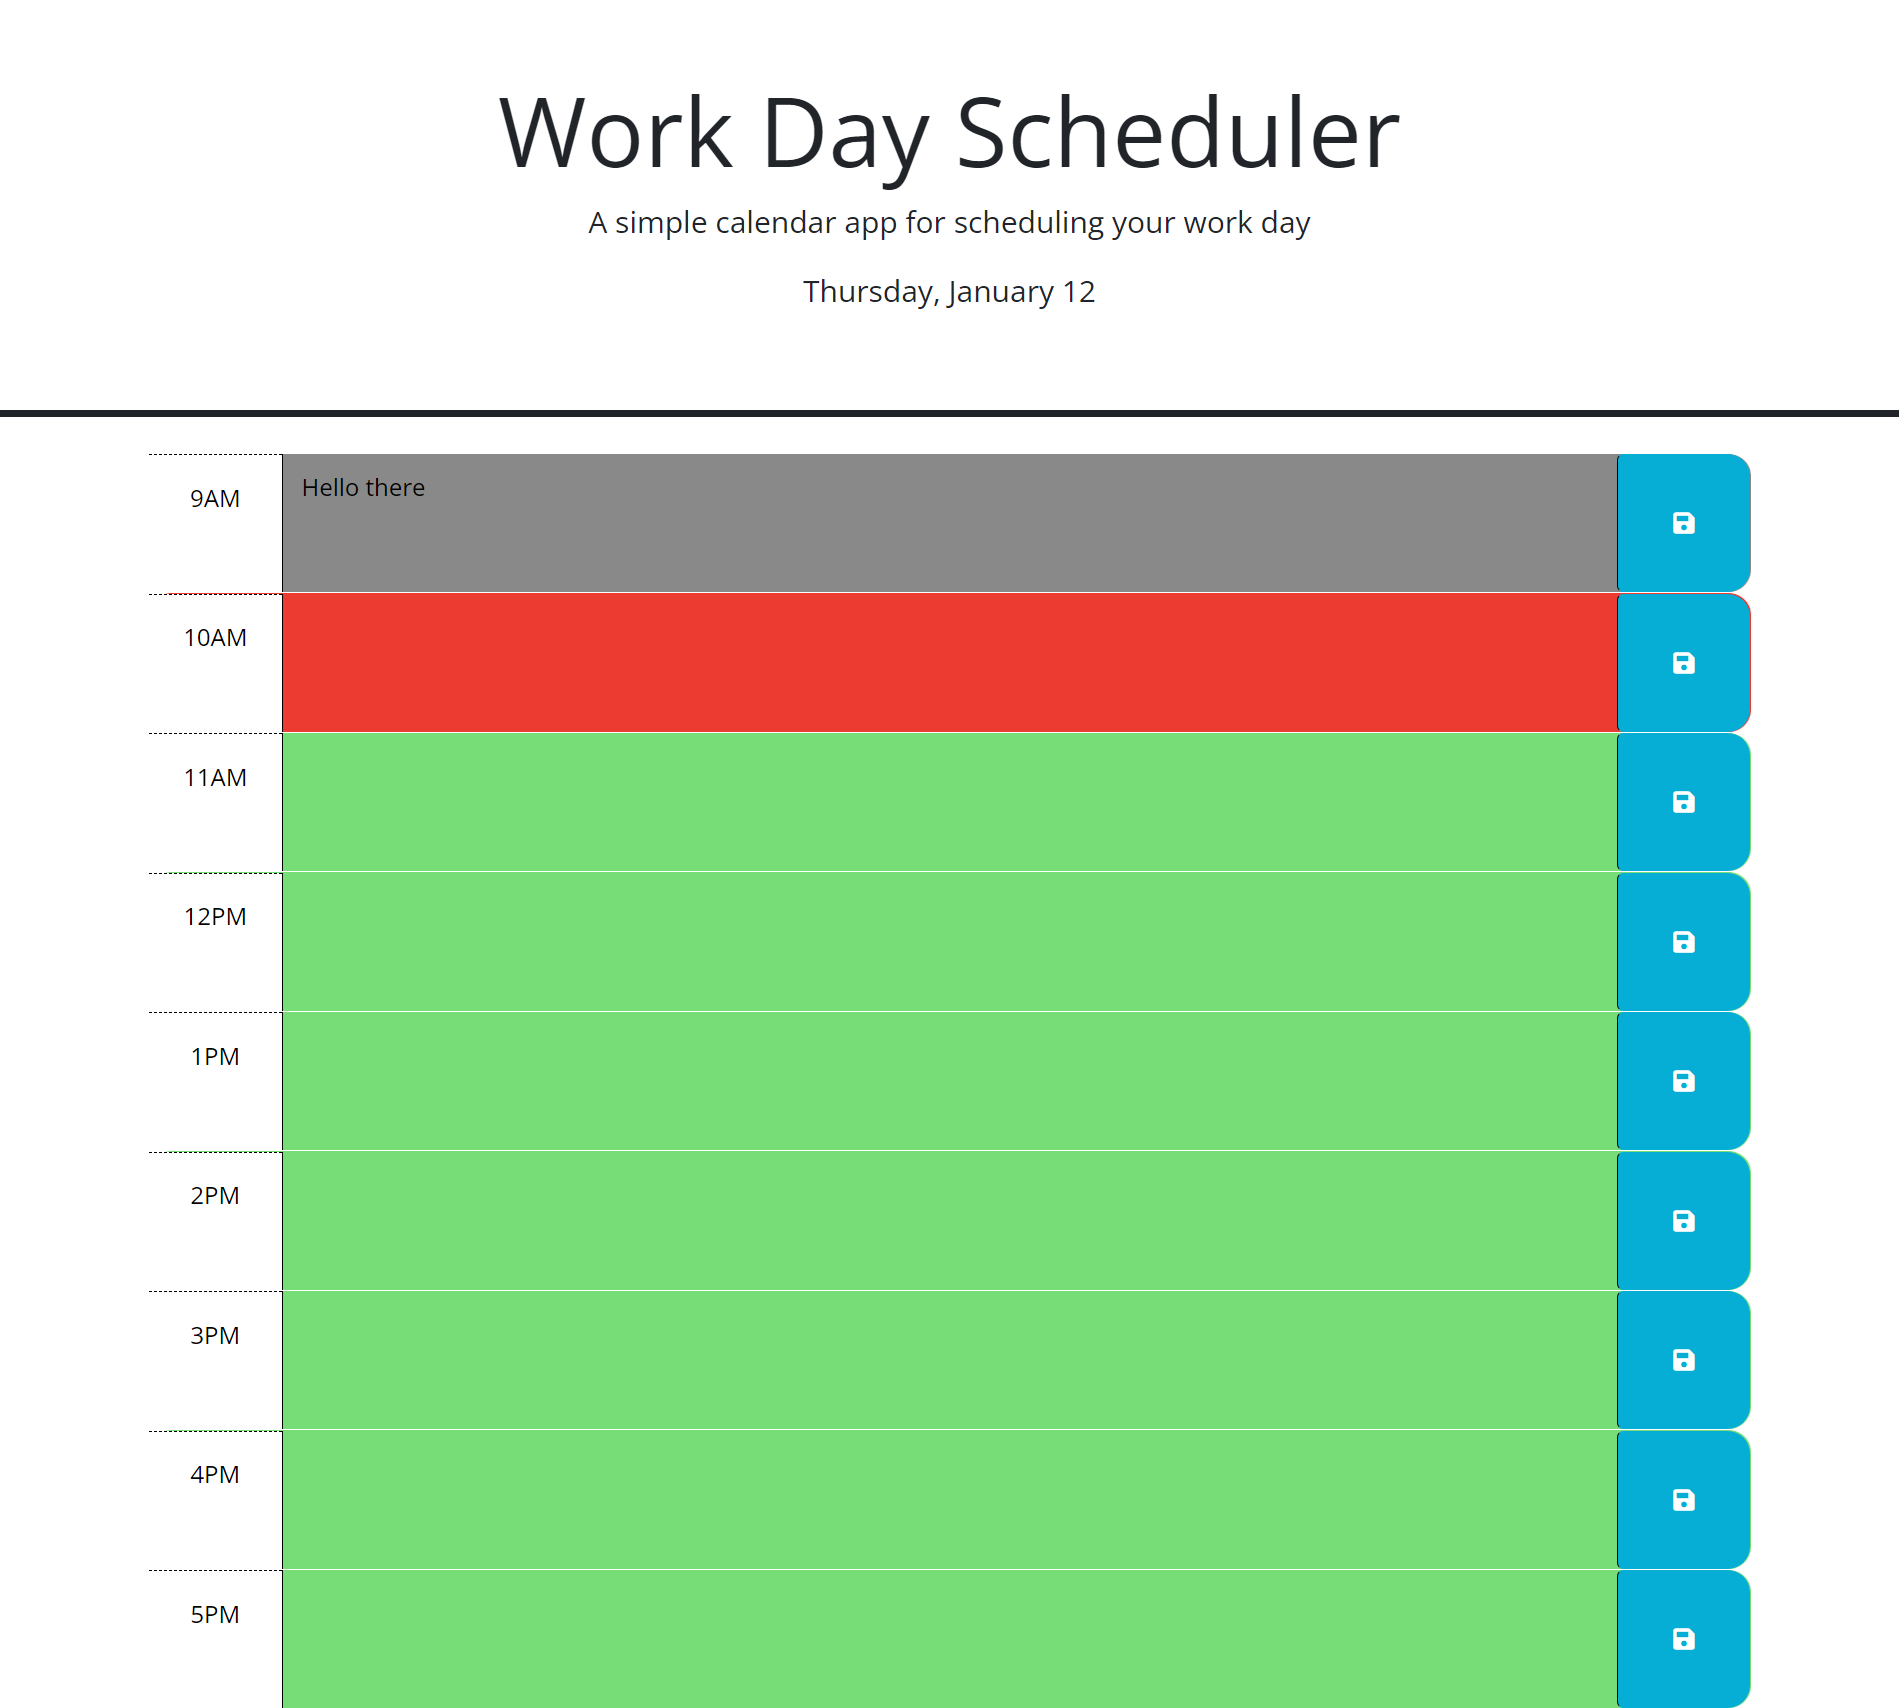 Work Day Scheduler
A simple calendar app for scheduling your work day
Thursday, January 12
9AM
Hello there
10AM
11AM
12PM
1PM
2PM
3PM
4PM
5PM